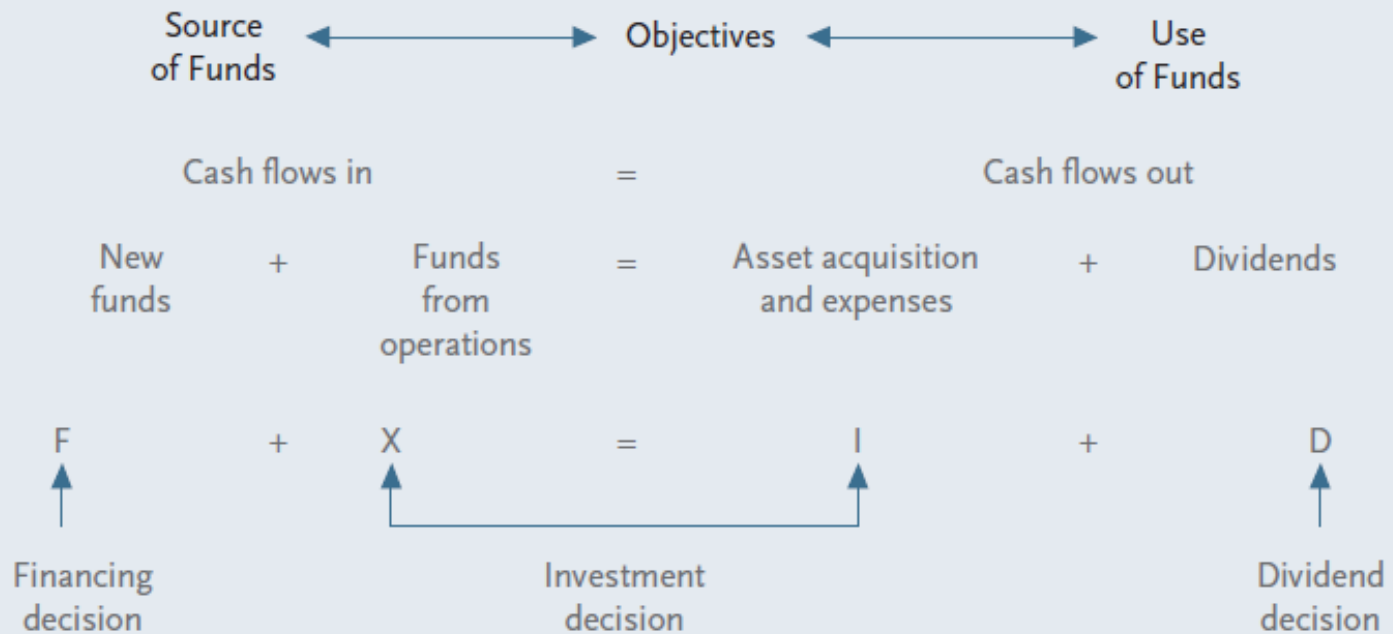 Source
of Funds
Objectives
Use
of Funds
Cash flows in = Cash flows out
New
funds
+
Funds
from
operations
=
Asset acquisition
and expenses
+
Dividends
F + X = I + D
Financing
decision
Investment
decision
Dividend
decision